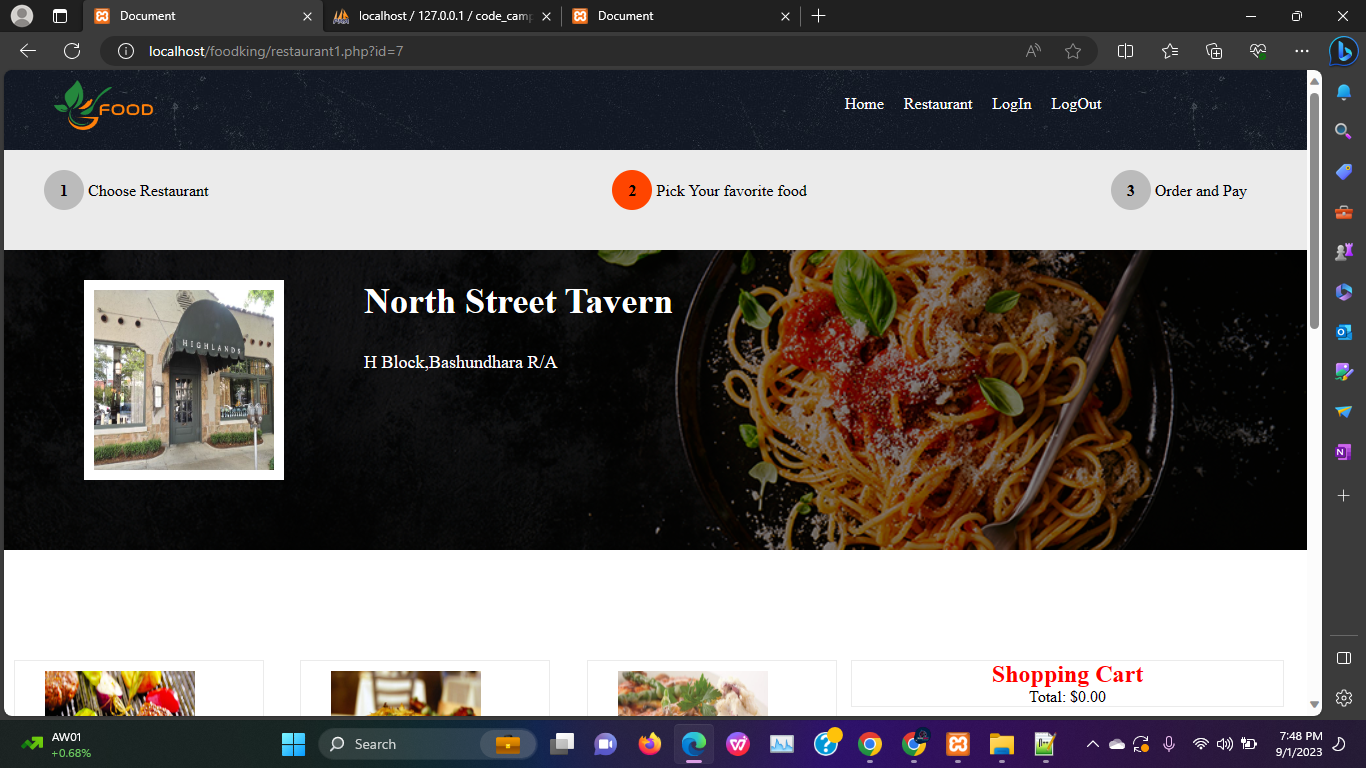 Document
localhost / 127.0.0.1 / code_camp
Document
localhost/foodking/restaurant1.php?id=7
FOOD
Home Restaurant LogIn LogOut
1 Choose Restaurant
2 Pick Your favorite food
3 Order and Pay
HIGHLANDS
North Street Tavern
H Block,Bashundhara R/A
Shopping Cart
Total: $0.00
AW01
+0.68%
Search
7:48 PM
9/1/2023